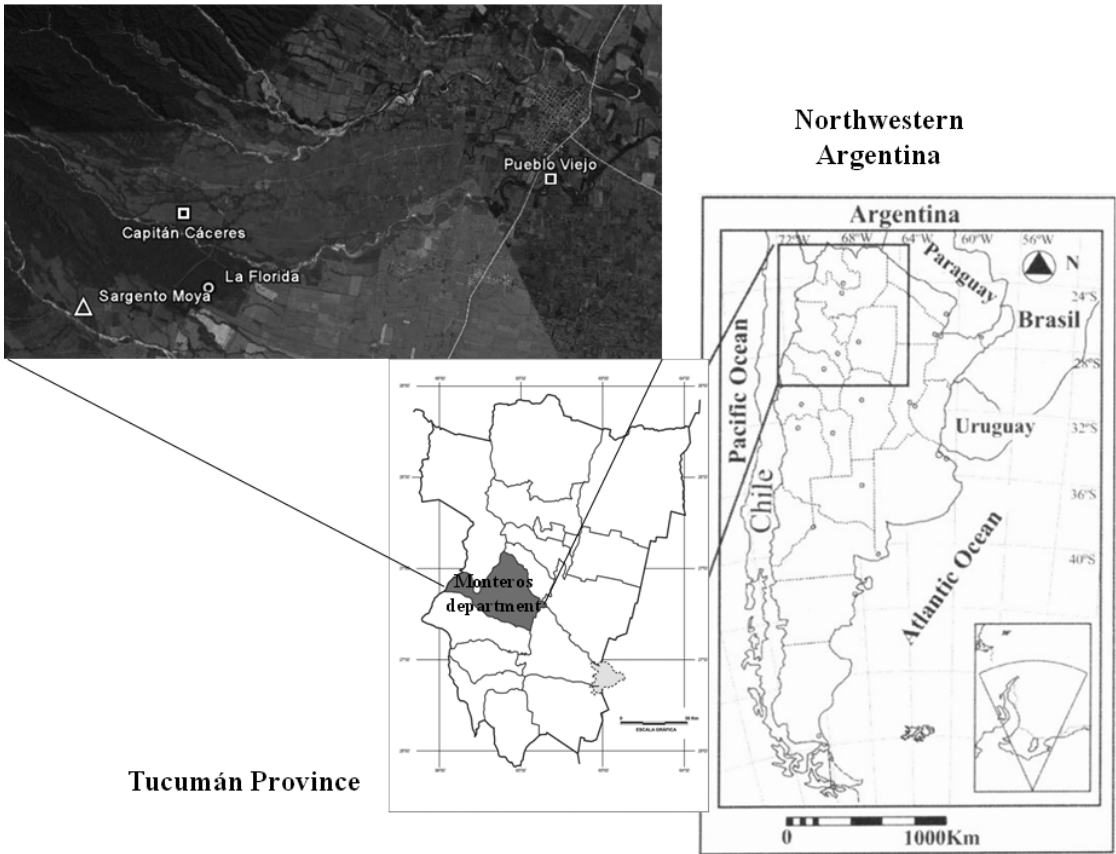 Pueblo Viejo
Capitán Cáceres
La Florida
Sargento Moya
Northwestern
Argentina
Argentina
72°W
68°W
64°W
60°W
56°W
N
Paraguay
24°S
Brasil
Pacific Ocean
28°S
Uruguay
32°S
Chile
36°S
40°S
Atlantic Ocean
0
1000Km
Monteros
department
0
ESCALA GRÁFICA
Tucumán Province